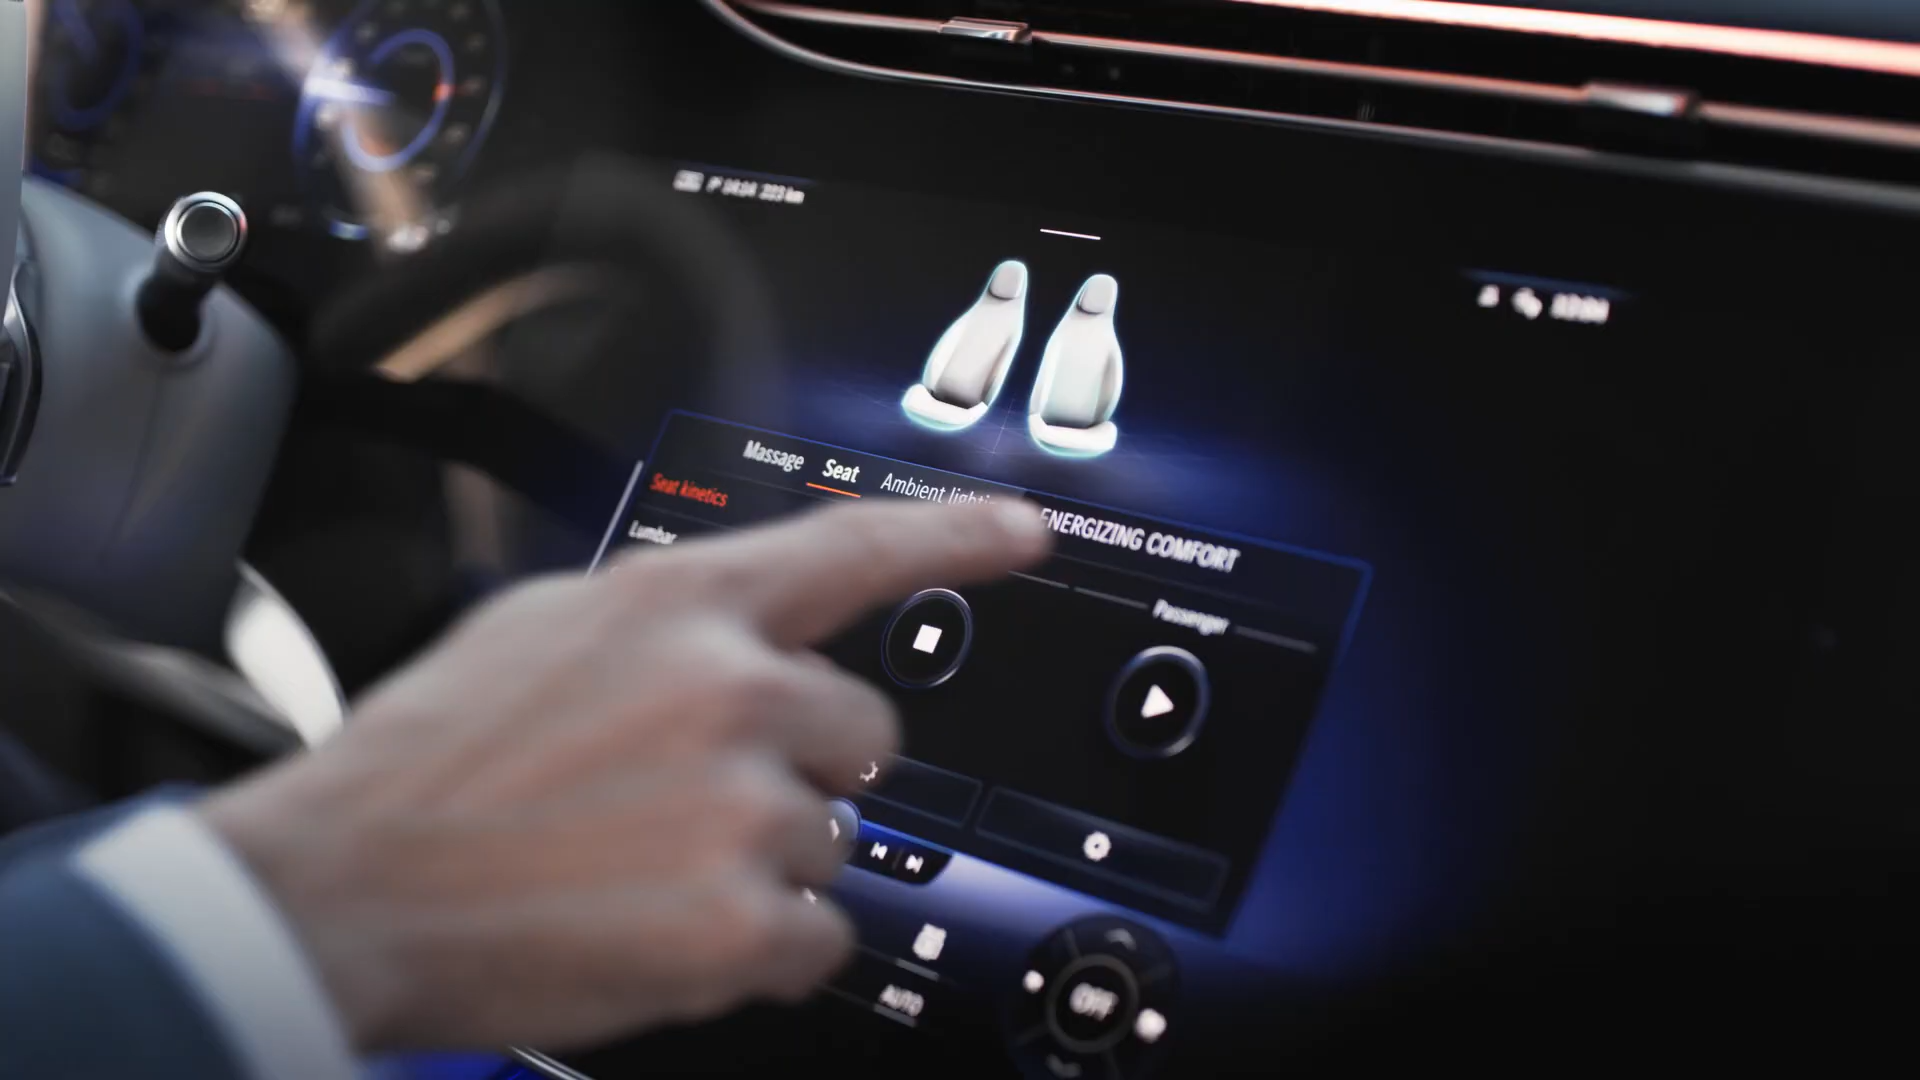 Massage Seat Ambient lighti
ENERGIZING COMFORT
Seat kinetics
Lumbar
Passenger
AUTO
OFF